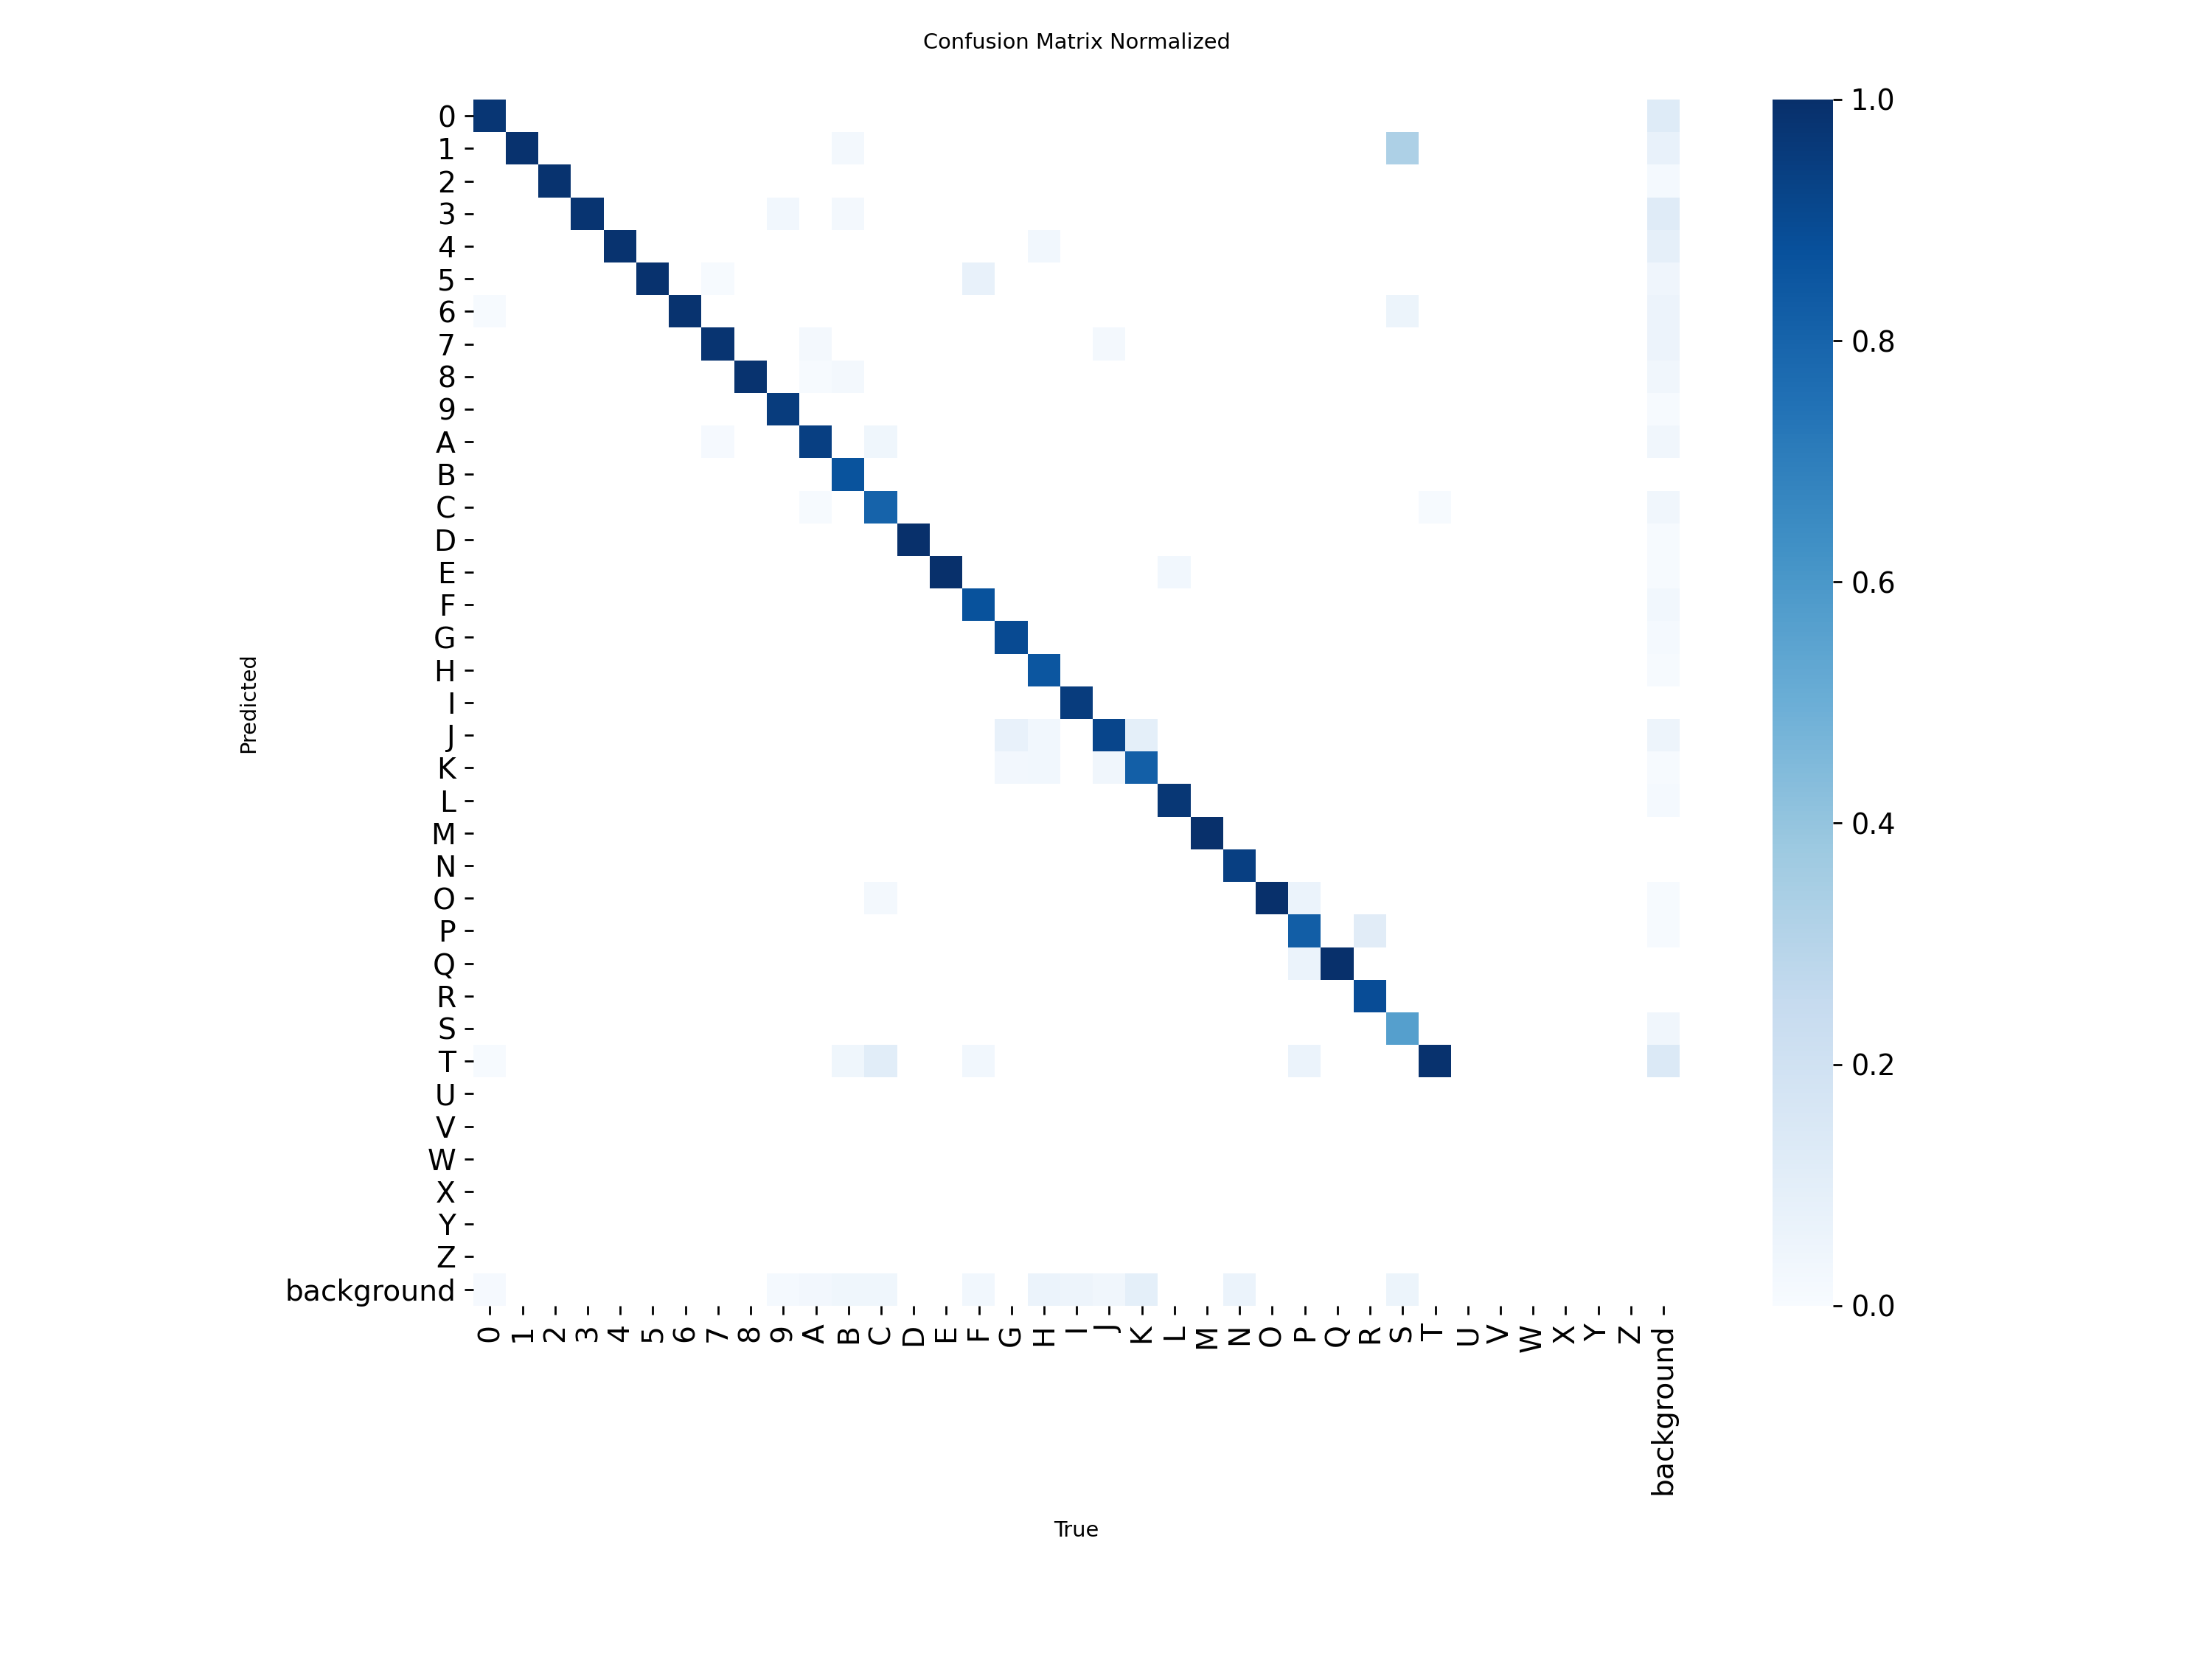 Confusion Matrix Normalized
0
1
2
3
4
5
6
7
8
9
A
B
C
D
E
F
G
H
I
J
K
L
M
N
O
P
Q
R
S
T
U
V
W
X
Y
Z
background
Predicted
0 1 2 3 4 5 6 7 8 9 A B C D E F G H I J K L M N O P Q R S T U V W X Y Z background
True
1.0
0.8
0.6
0.4
0.2
0.0